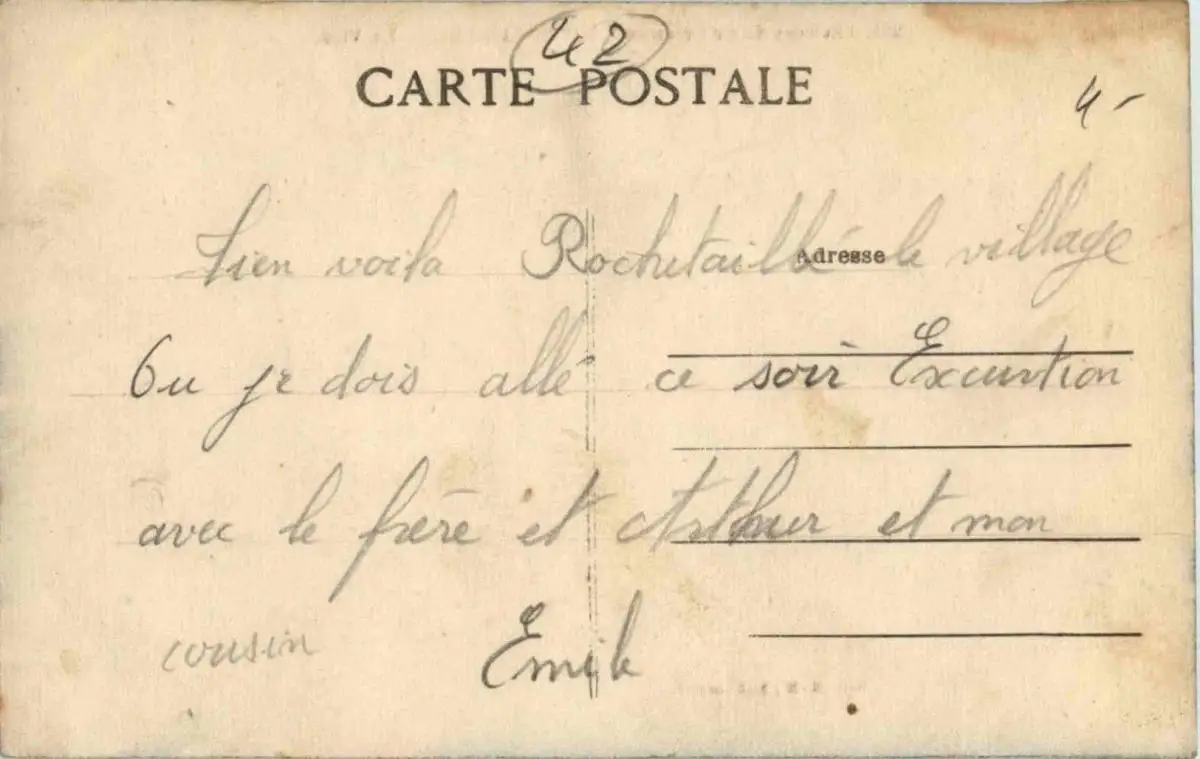 42
CARTE POSTALE
4-
Tien voila Rochetaillé le village
Adresse
Ou je dois allé ce soir Excurtion
avec le frère et Arthur et mon
cousin Emile